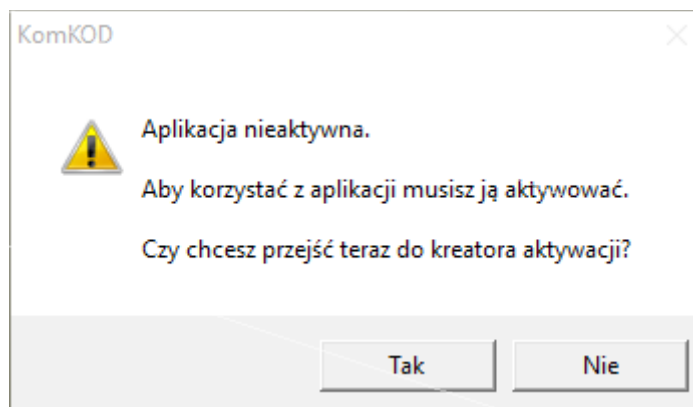 KomKOD
Aplikacja nieaktywna.
Aby korzystać z aplikacji musisz ją aktywować.
Czy chcesz przejść teraz do kreatora aktywacji?
Tak
Nie